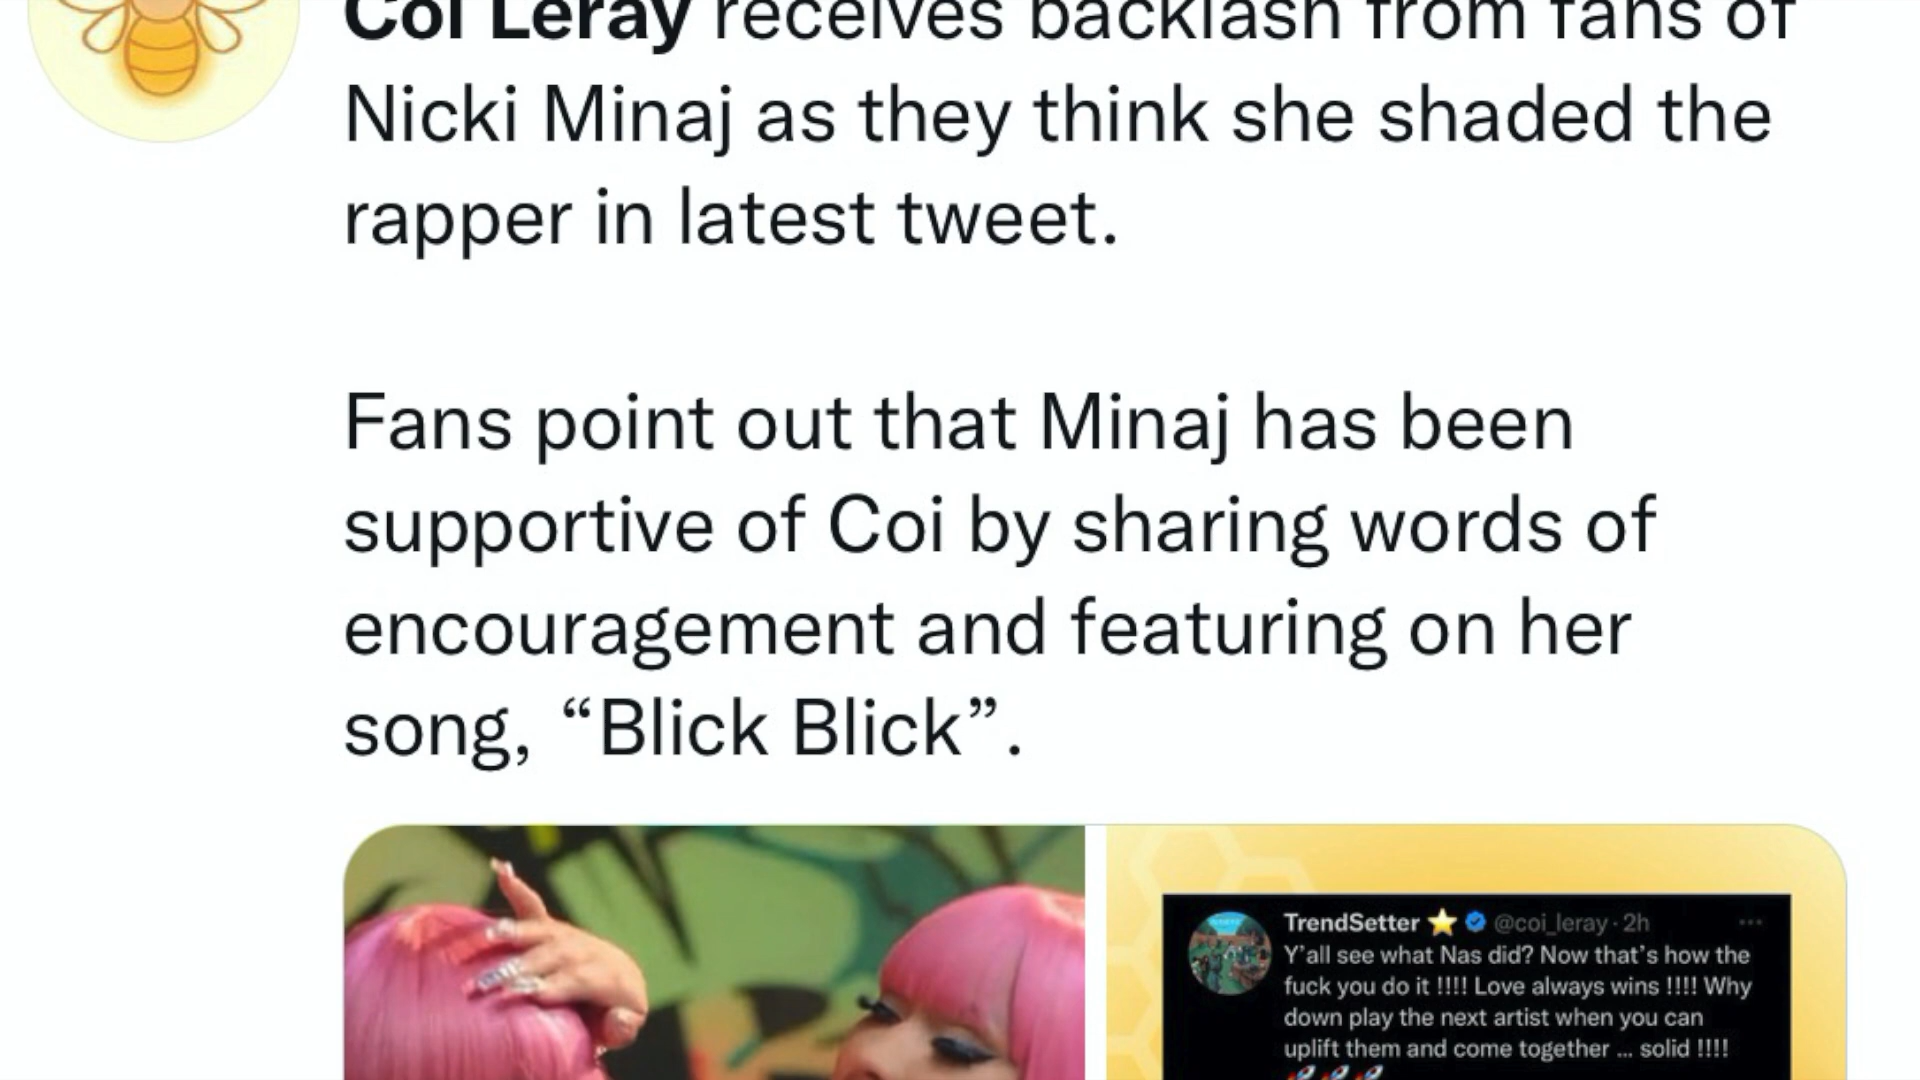 Coi Leray receives backlash from fans of
Nicki Minaj as they think she shaded the
rapper in latest tweet.
Fans point out that Minaj has been
supportive of Coi by sharing words of
encouragement and featuring on her
song, “Blick Blick”.
TrendSetter ⭐ @coi_leray · 2h
Y’all see what Nas did? Now that’s how the
fuck you do it !!!! Love always wins !!!! Why
down play the next artist when you can
uplift them and come together ... solid !!!!
🚀🚀🚀